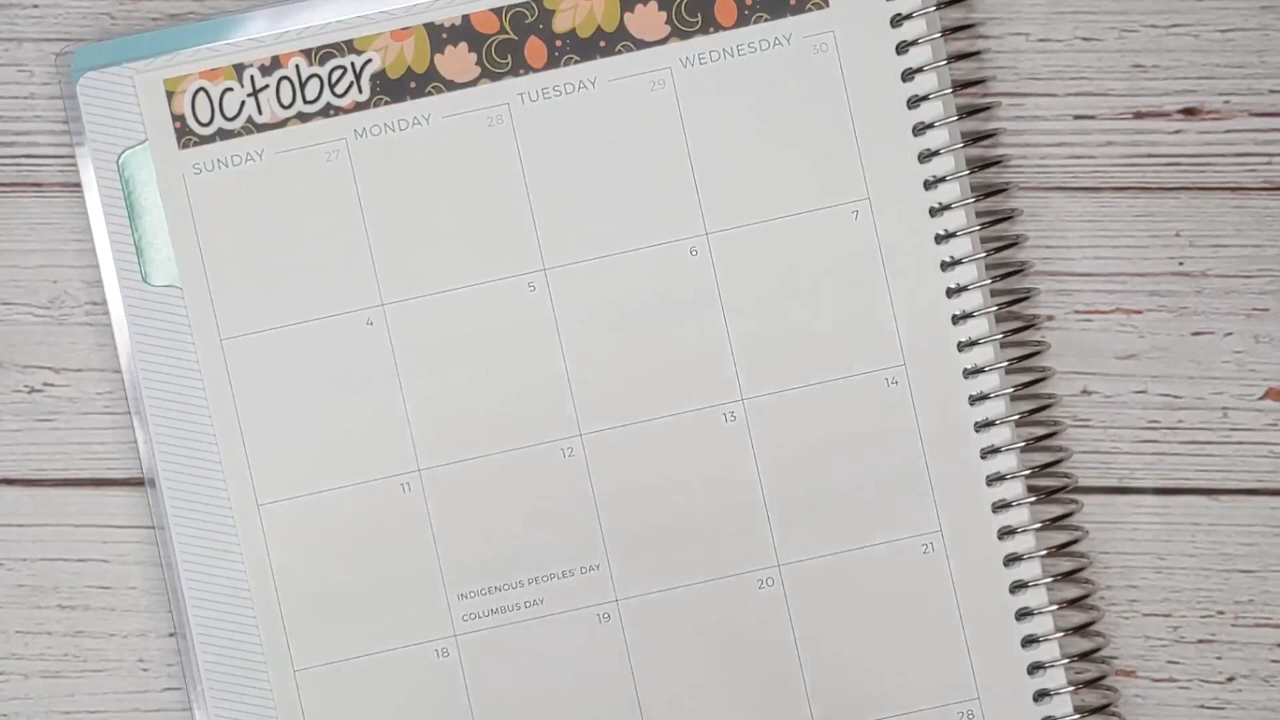 October
SUNDAY 27 MONDAY 28 TUESDAY 29 WEDNESDAY 30
4 5 6 7
11 12 13 14
INDIGENOUS PEOPLES' DAY
COLUMBUS DAY
18 19 20 21
28